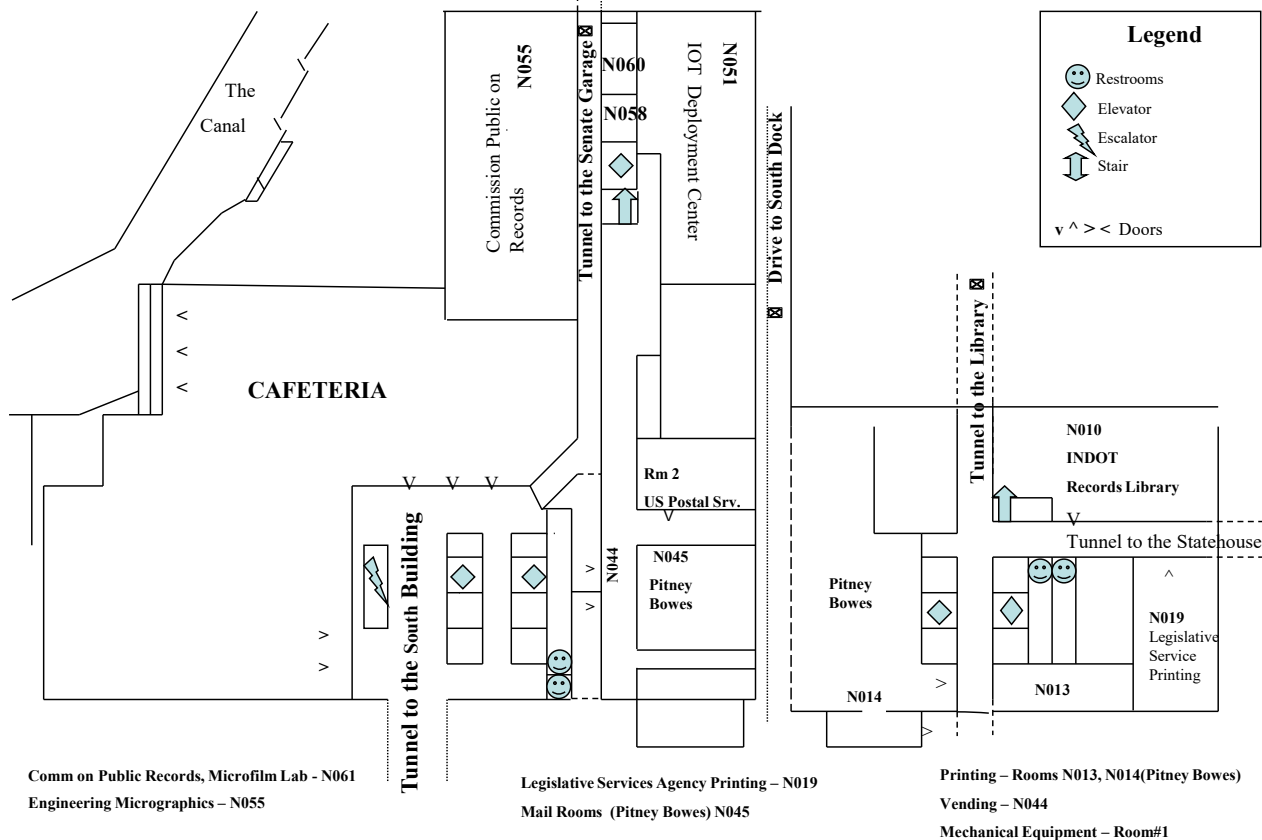 The
Canal
Commission Public on
Records
N055
Tunnel to the Senate Garage
N060
N058
IOT Deployment Center
N051
Drive to South Dock
Legend
Restrooms
Elevator
Escalator
Stair
v ^ > < Doors
<
<
<
CAFETERIA
V V V
Tunnel to the South Building
>
>
>
>
N044
Rm 2
US Postal Srv.
V
N045
Pitney
Bowes
Tunnel to the Library
N010
INDOT
Records Library
V
Tunnel to the Statehouse
^
Pitney
Bowes
N014
>
>
N013
N019
Legislative
Service
Printing
Comm on Public Records, Microfilm Lab - N061
Engineering Micrographics – N055
Legislative Services Agency Printing – N019
Mail Rooms (Pitney Bowes) N045
Printing – Rooms N013, N014(Pitney Bowes)
Vending – N044
Mechanical Equipment – Room#1